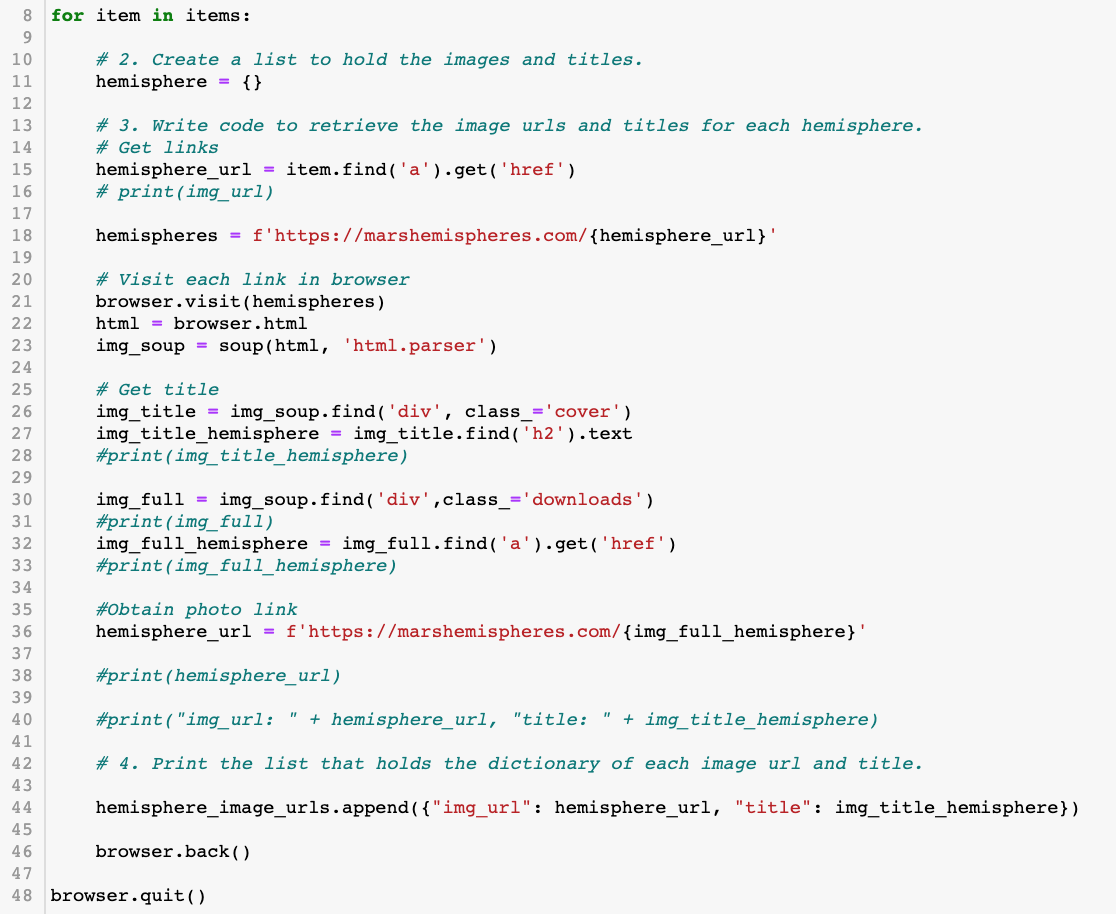 8 for item in items:
9
10     # 2. Create a list to hold the images and titles.
11     hemisphere = {}
12
13     # 3. Write code to retrieve the image urls and titles for each hemisphere.
14     # Get links
15     hemisphere_url = item.find('a').get('href')
16     # print(img_url)
17
18     hemispheres = f'https://marshemispheres.com/{hemisphere_url}'
19
20     # Visit each link in browser
21     browser.visit(hemispheres)
22     html = browser.html
23     img_soup = soup(html, 'html.parser')
24
25     # Get title
26     img_title = img_soup.find('div', class_='cover')
27     img_title_hemisphere = img_title.find('h2').text
28     #print(img_title_hemisphere)
29
30     img_full = img_soup.find('div',class_='downloads')
31     #print(img_full)
32     img_full_hemisphere = img_full.find('a').get('href')
33     #print(img_full_hemisphere)
34
35     #Obtain photo link
36     hemisphere_url = f'https://marshemispheres.com/{img_full_hemisphere}'
37
38     #print(hemisphere_url)
39
40     #print("img_url: " + hemisphere_url, "title: " + img_title_hemisphere)
41
42     # 4. Print the list that holds the dictionary of each image url and title.
43
44     hemisphere_image_urls.append({"img_url": hemisphere_url, "title": img_title_hemisphere})
45
46     browser.back()
47
48 browser.quit()